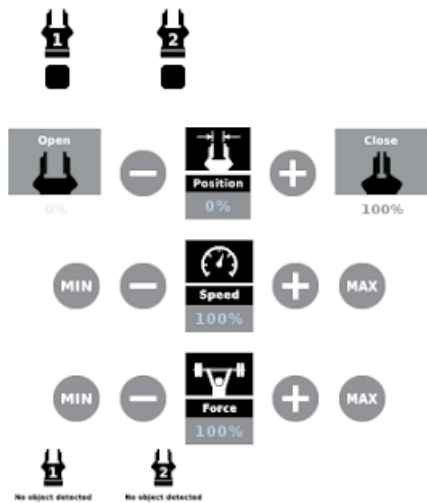 1 2
Open Close
Position
0% 0% 100%
MIN Speed MAX
100%
MIN Force MAX
100%
1 2
No object detected No object detected